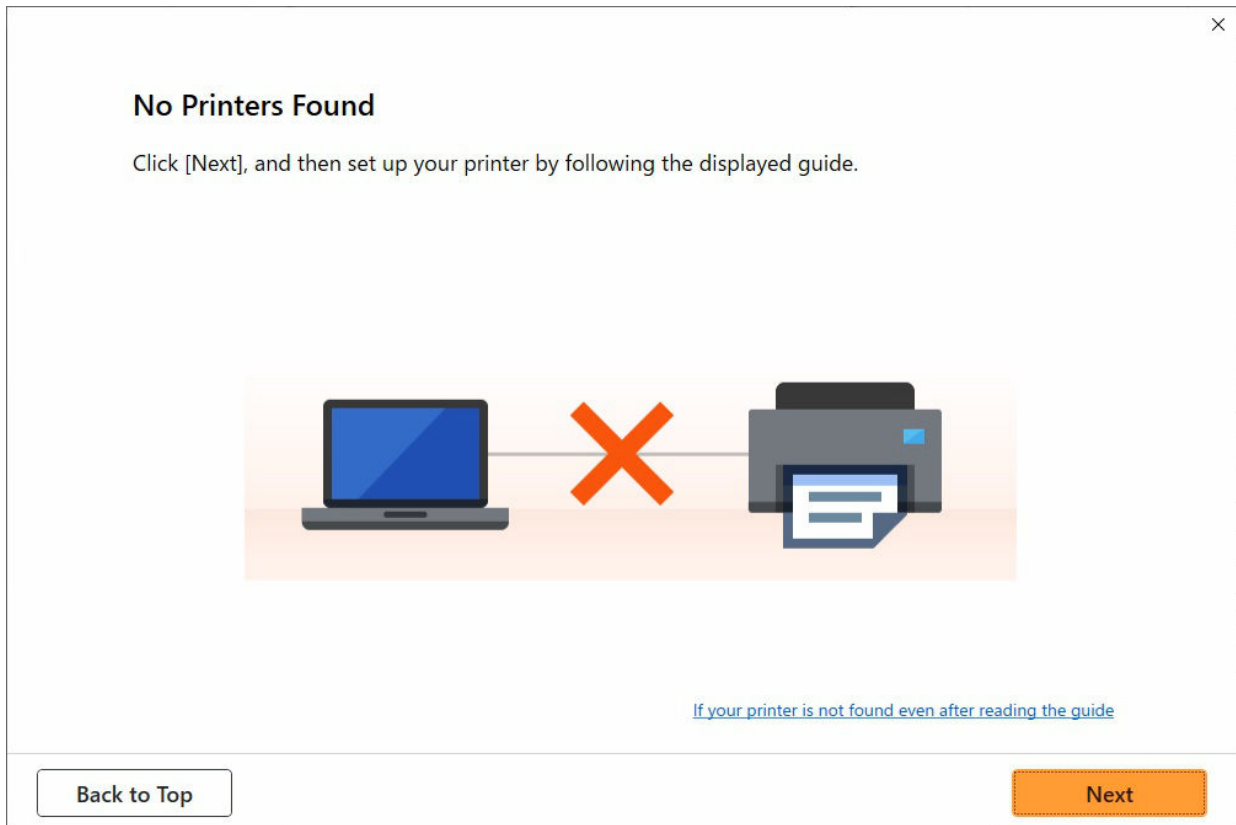 No Printers Found
Click [Next], and then set up your printer by following the displayed guide.
If your printer is not found even after reading the guide
Back to Top
Next